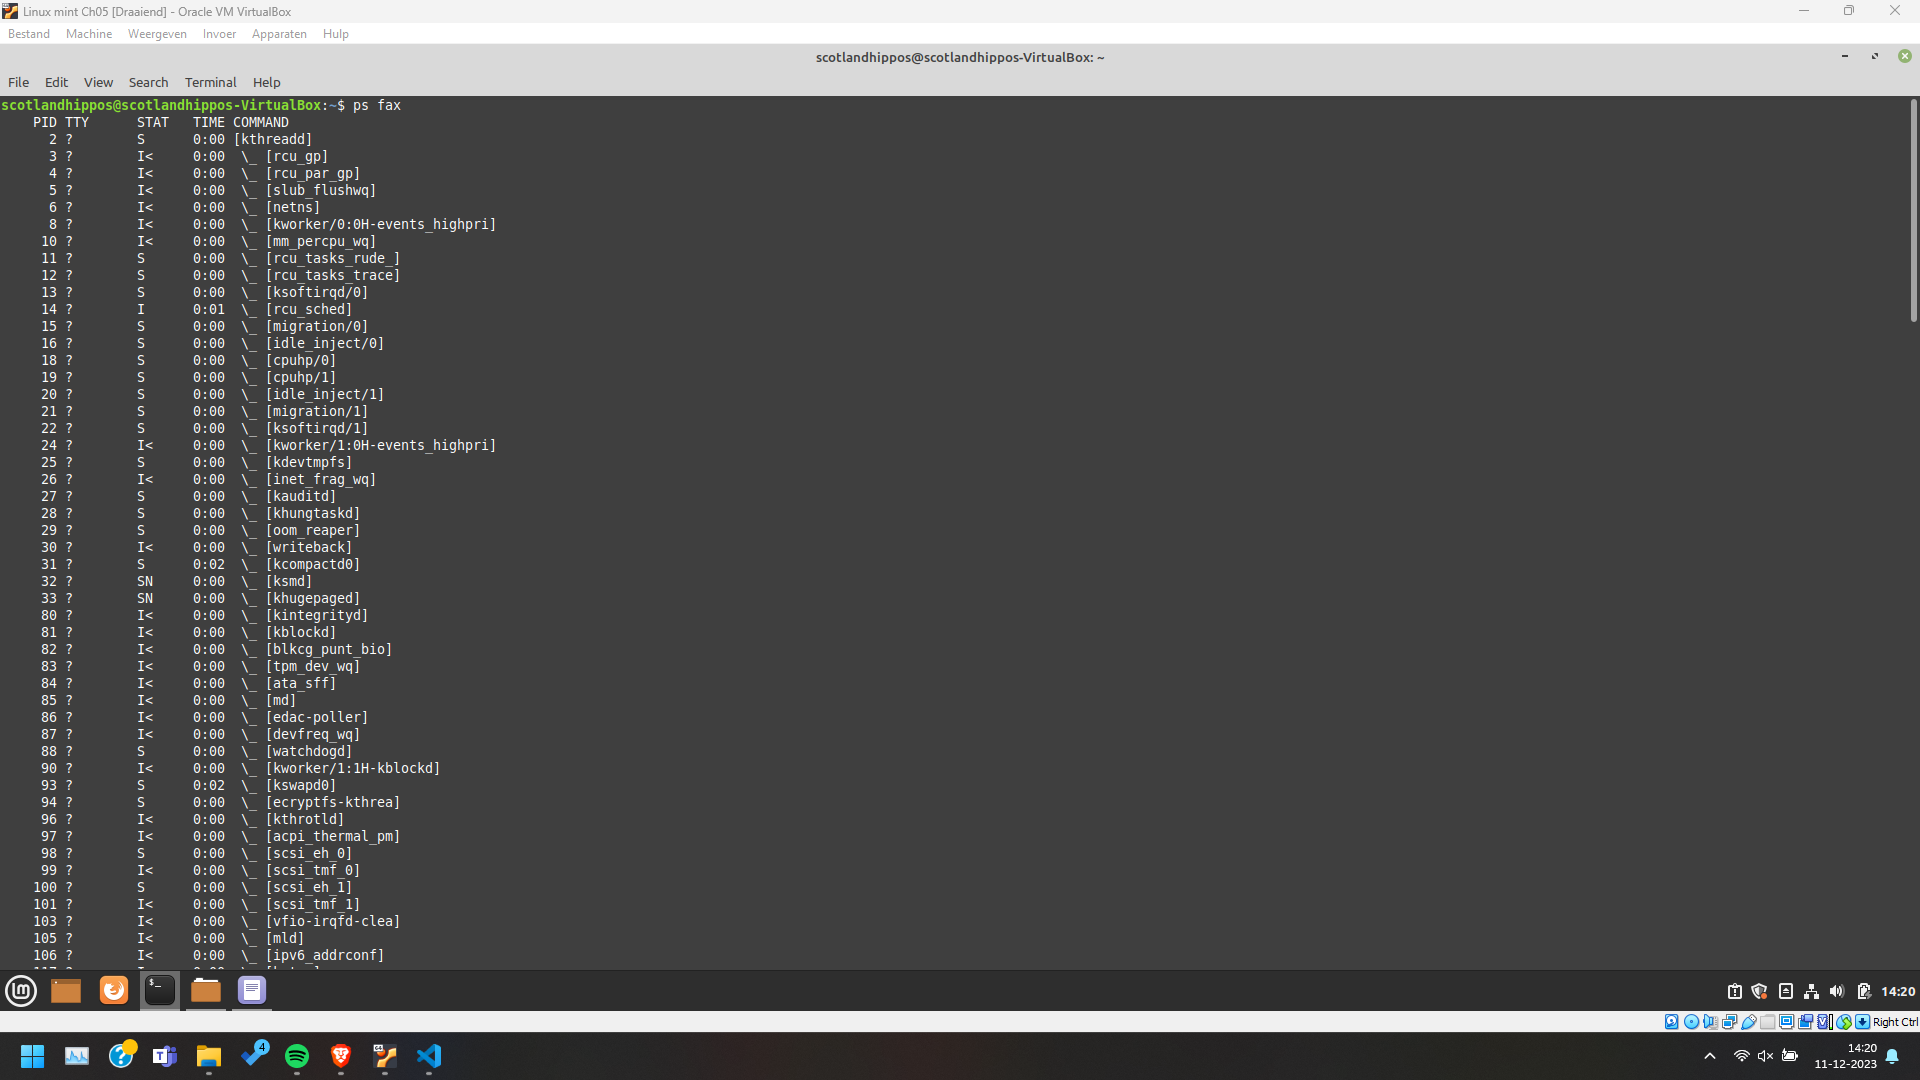 Linux mint Ch05 [Draaiend] - Oracle VM VirtualBox
Bestand Machine Weergeven Invoer Apparaten Hulp
scotlandhippos@scotlandhippos-VirtualBox: ~
File Edit View Search Terminal Help
scotlandhippos@scotlandhippos-VirtualBox:~$ ps fax
PID TTY STAT TIME COMMAND
2 ? S 0:00 [kthreadd]
3 ? I< 0:00 \_ [rcu_gp]
4 ? I< 0:00 \_ [rcu_par_gp]
5 ? I< 0:00 \_ [slub_flushwq]
6 ? I< 0:00 \_ [netns]
8 ? I< 0:00 \_ [kworker/0:0H-events_highpri]
10 ? I< 0:00 \_ [mm_percpu_wq]
11 ? S 0:00 \_ [rcu_tasks_rude_]
12 ? S 0:00 \_ [rcu_tasks_trace]
13 ? S 0:00 \_ [ksoftirqd/0]
14 ? I 0:01 \_ [rcu_sched]
15 ? S 0:00 \_ [migration/0]
16 ? S 0:00 \_ [idle_inject/0]
18 ? S 0:00 \_ [cpuhp/0]
19 ? S 0:00 \_ [cpuhp/1]
20 ? S 0:00 \_ [idle_inject/1]
21 ? S 0:00 \_ [migration/1]
22 ? S 0:00 \_ [ksoftirqd/1]
24 ? I< 0:00 \_ [kworker/1:0H-events_highpri]
25 ? S 0:00 \_ [kdevtmpfs]
26 ? I< 0:00 \_ [inet_frag_wq]
27 ? S 0:00 \_ [kauditd]
28 ? S 0:00 \_ [khungtaskd]
29 ? S 0:00 \_ [oom_reaper]
30 ? I< 0:00 \_ [writeback]
31 ? S 0:02 \_ [kcompactd0]
32 ? SN 0:00 \_ [ksmd]
33 ? SN 0:00 \_ [khugepaged]
80 ? I< 0:00 \_ [kintegrityd]
81 ? I< 0:00 \_ [kblockd]
82 ? I< 0:00 \_ [blkcg_punt_bio]
83 ? I< 0:00 \_ [tpm_dev_wq]
84 ? I< 0:00 \_ [ata_sff]
85 ? I< 0:00 \_ [md]
86 ? I< 0:00 \_ [edac-poller]
87 ? I< 0:00 \_ [devfreq_wq]
88 ? S 0:00 \_ [watchdogd]
90 ? I< 0:00 \_ [kworker/1:1H-kblockd]
93 ? S 0:02 \_ [kswapd0]
94 ? S 0:00 \_ [ecryptfs-kthrea]
96 ? I< 0:00 \_ [kthrotld]
97 ? I< 0:00 \_ [acpi_thermal_pm]
98 ? S 0:00 \_ [scsi_eh_0]
99 ? I< 0:00 \_ [scsi_tmf_0]
100 ? S 0:00 \_ [scsi_eh_1]
101 ? I< 0:00 \_ [scsi_tmf_1]
103 ? I< 0:00 \_ [vfio-irqfd-clea]
105 ? I< 0:00 \_ [mld]
106 ? I< 0:00 \_ [ipv6_addrconf]
14:20
Right Ctrl
4
14:20
11-12-2023